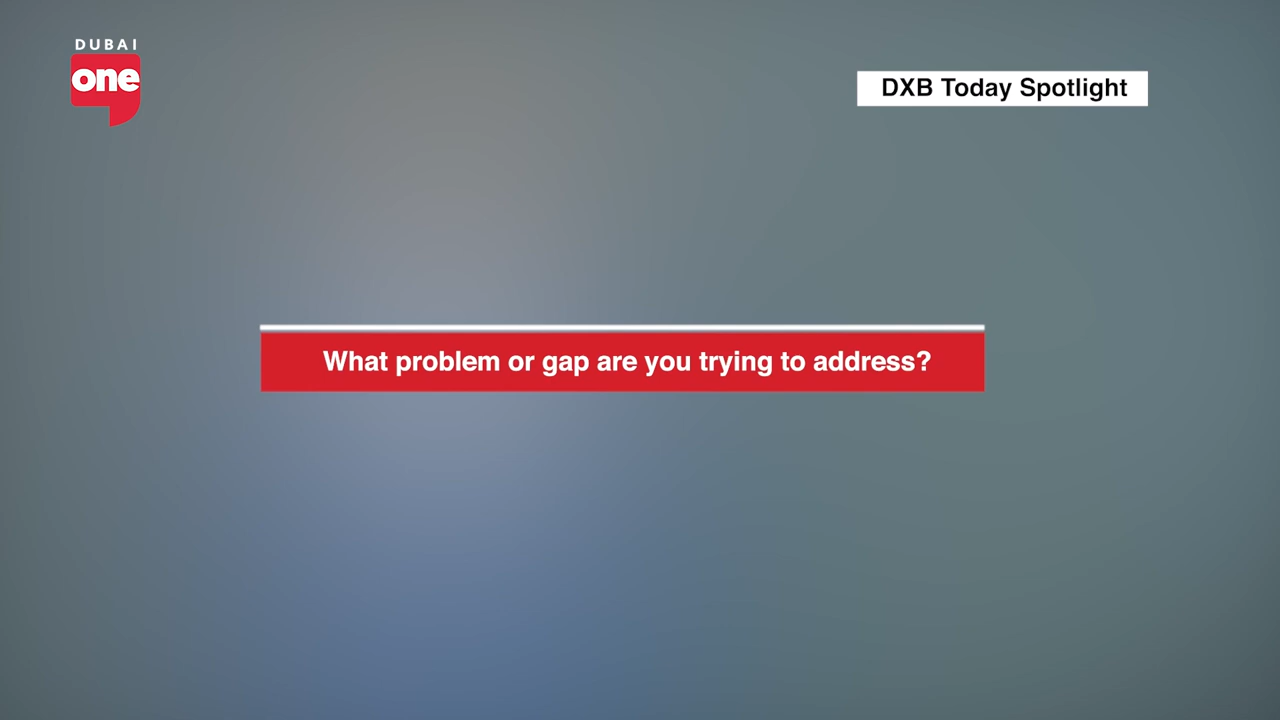 DUBAI
one
DXB Today Spotlight
What problem or gap are you trying to address?